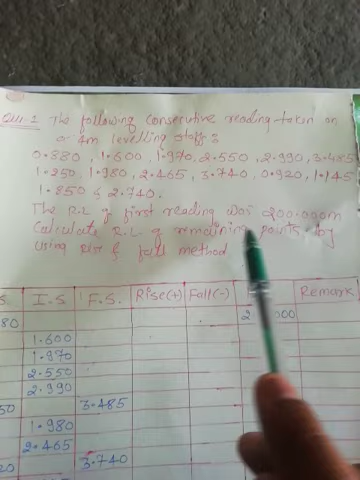 Qus-1 The following consecutive reading taken on
a 4m levelling staff:
0.880, 1.600, 1.970, 2.550, 2.990, 3.485
1.250, 1.980, 2.465, 3.740, 0.920, 1.145
1.850 & 2.740.
The R.L of first reading was 200.000m
Calculate R.L of remaining points by
using rise & fall method
S. I.S F.S. Rise(+) Fall(-) Remark
80
1.600
1.970
2.550
2.990
50 3.485
1.980
2.465
20 3.740